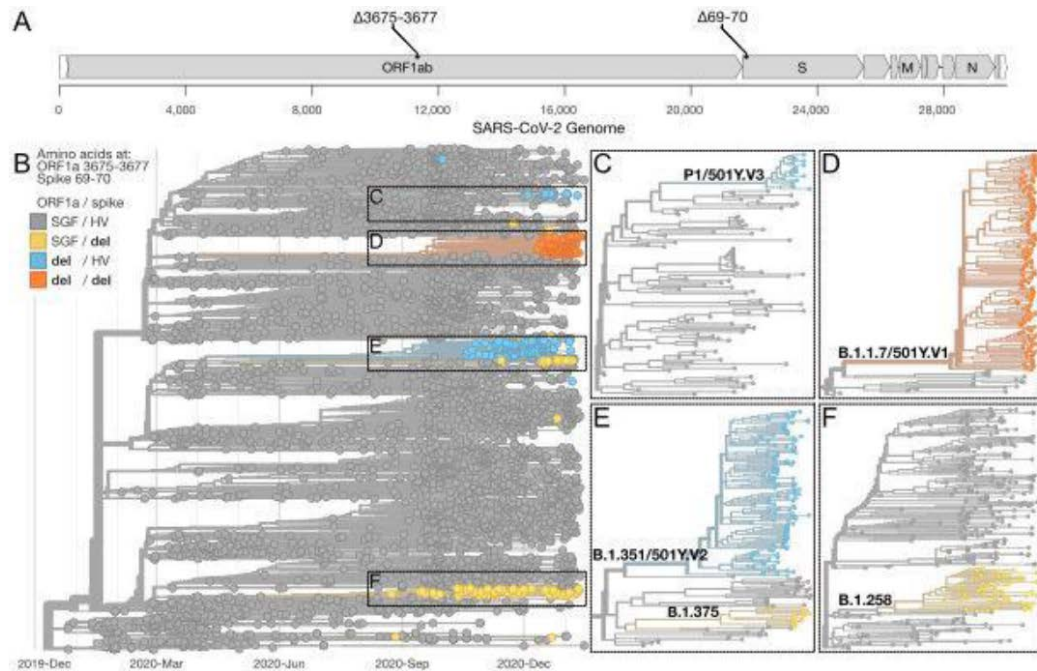 A
Δ3675-3677
Δ69-70
ORF1ab
S
M
N
0
4,000
8,000
12,000
16,000
20,000
24,000
28,000
SARS-CoV-2 Genome
B
Amino acids at:
ORF1a 3675-3677
Spike 69-70
ORF1a / spike
SGF / HV
SGF / del
del / HV
del / del
C
D
E
F
2019-Dec
2020-Mar
2020-Jun
2020-Sep
2020-Dec
C
P1/501Y.V3
D
B.1.1.7/501Y.V1
E
B.1.351/501Y.V2
B.1.375
F
B.1.258